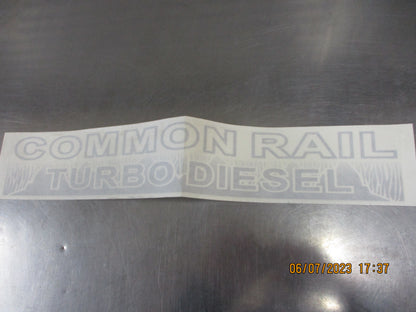 COMMON RAIL
TURBO DIESEL
06/07/2023 17:37